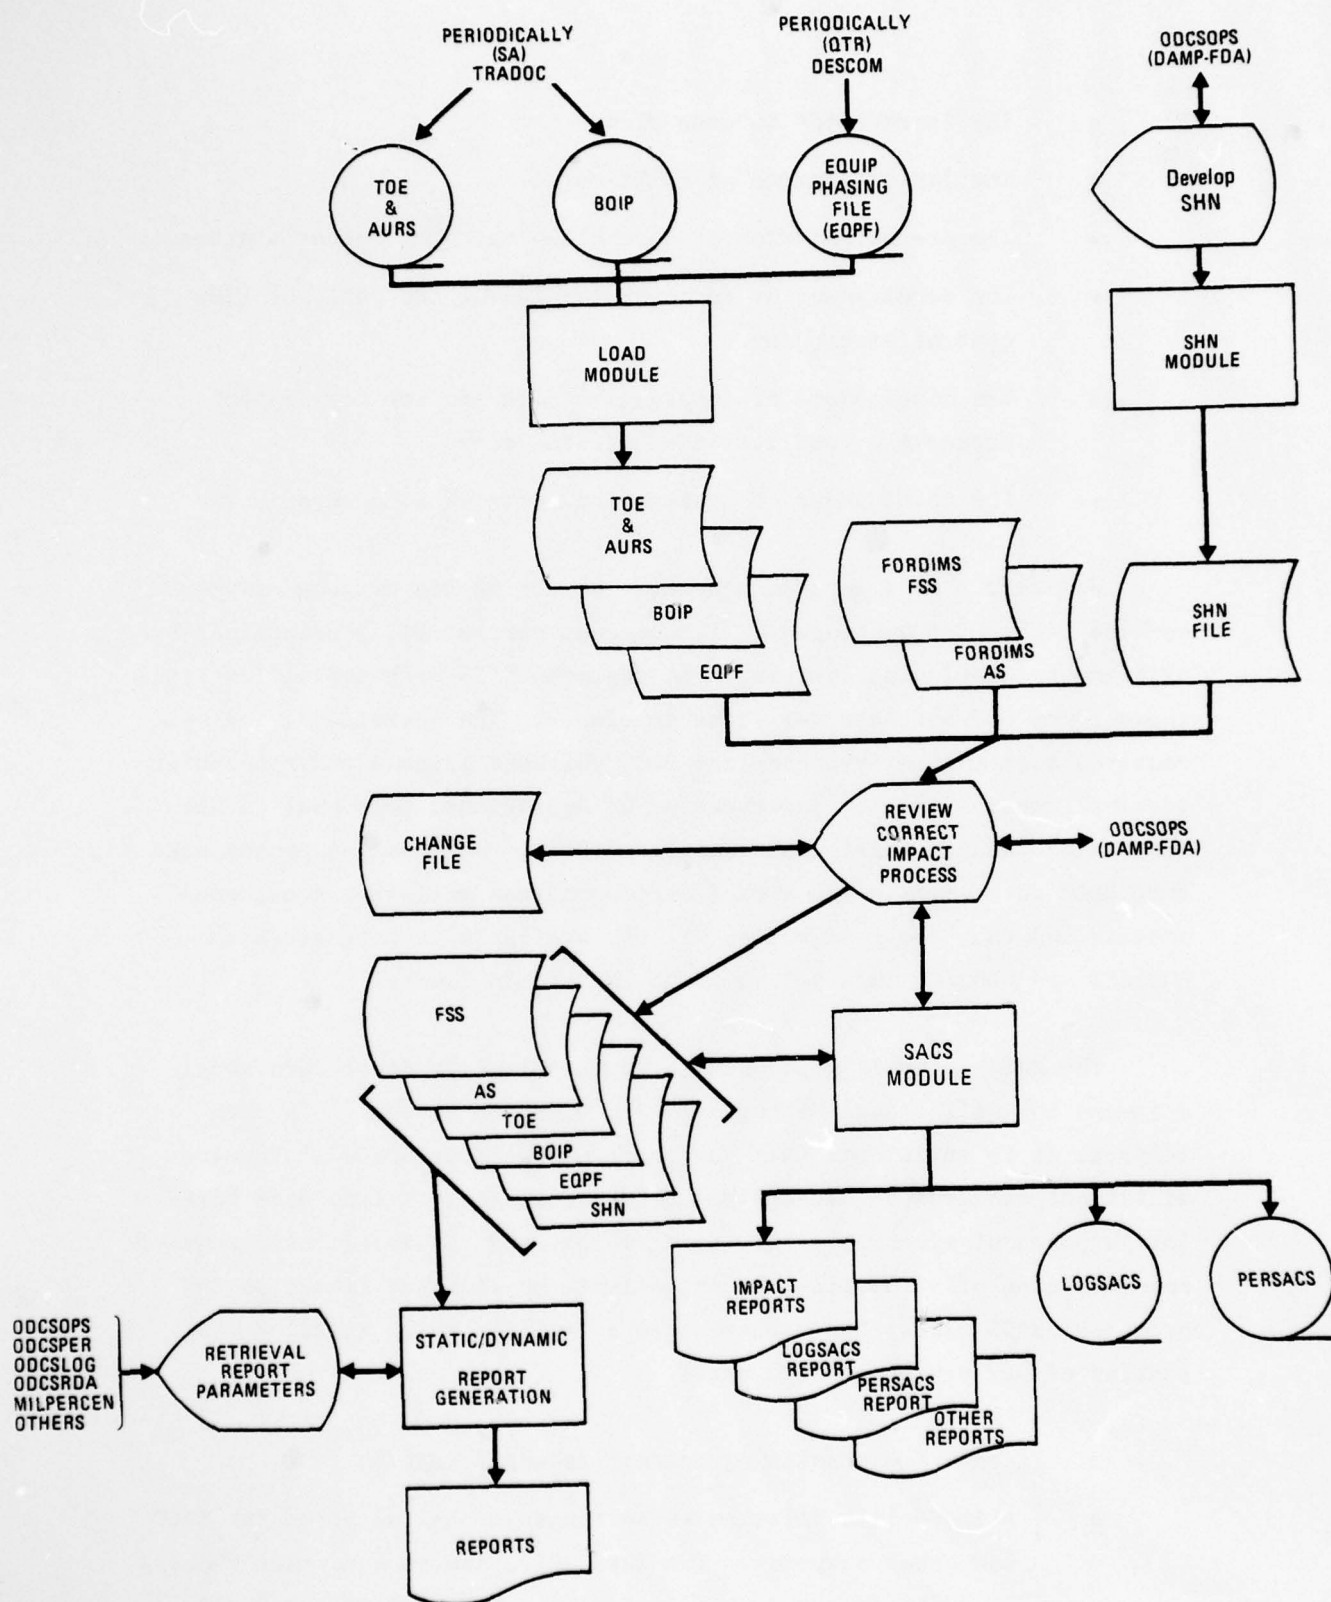 PERIODICALLY
(SA)
TRADOC
PERIODICALLY
(QTR)
DESCOM
ODCSOPS
(DAMP-FDA)
TOE
&
AURS
BOIP
EQUIP
PHASING
FILE
(EQPF)
Develop
SHN
LOAD
MODULE
SHN
MODULE
TOE
&
AURS
BOIP
EQPF
FORDIMS
FSS
FORDIMS
AS
SHN
FILE
CHANGE
FILE
REVIEW
CORRECT
IMPACT
PROCESS
ODCSOPS
(DAMP-FDA)
FSS
AS
TOE
BOIP
EQPF
SHN
SACS
MODULE
IMPACT
REPORTS
LOGSACS
REPORT
PERSACS
REPORT
OTHER
REPORTS
LOGSACS
PERSACS
ODCSOPS
ODCSPER
ODCSLOG
ODCSRDA
MILPERCEN
OTHERS
RETRIEVAL
REPORT
PARAMETERS
STATIC/DYNAMIC
REPORT
GENERATION
REPORTS